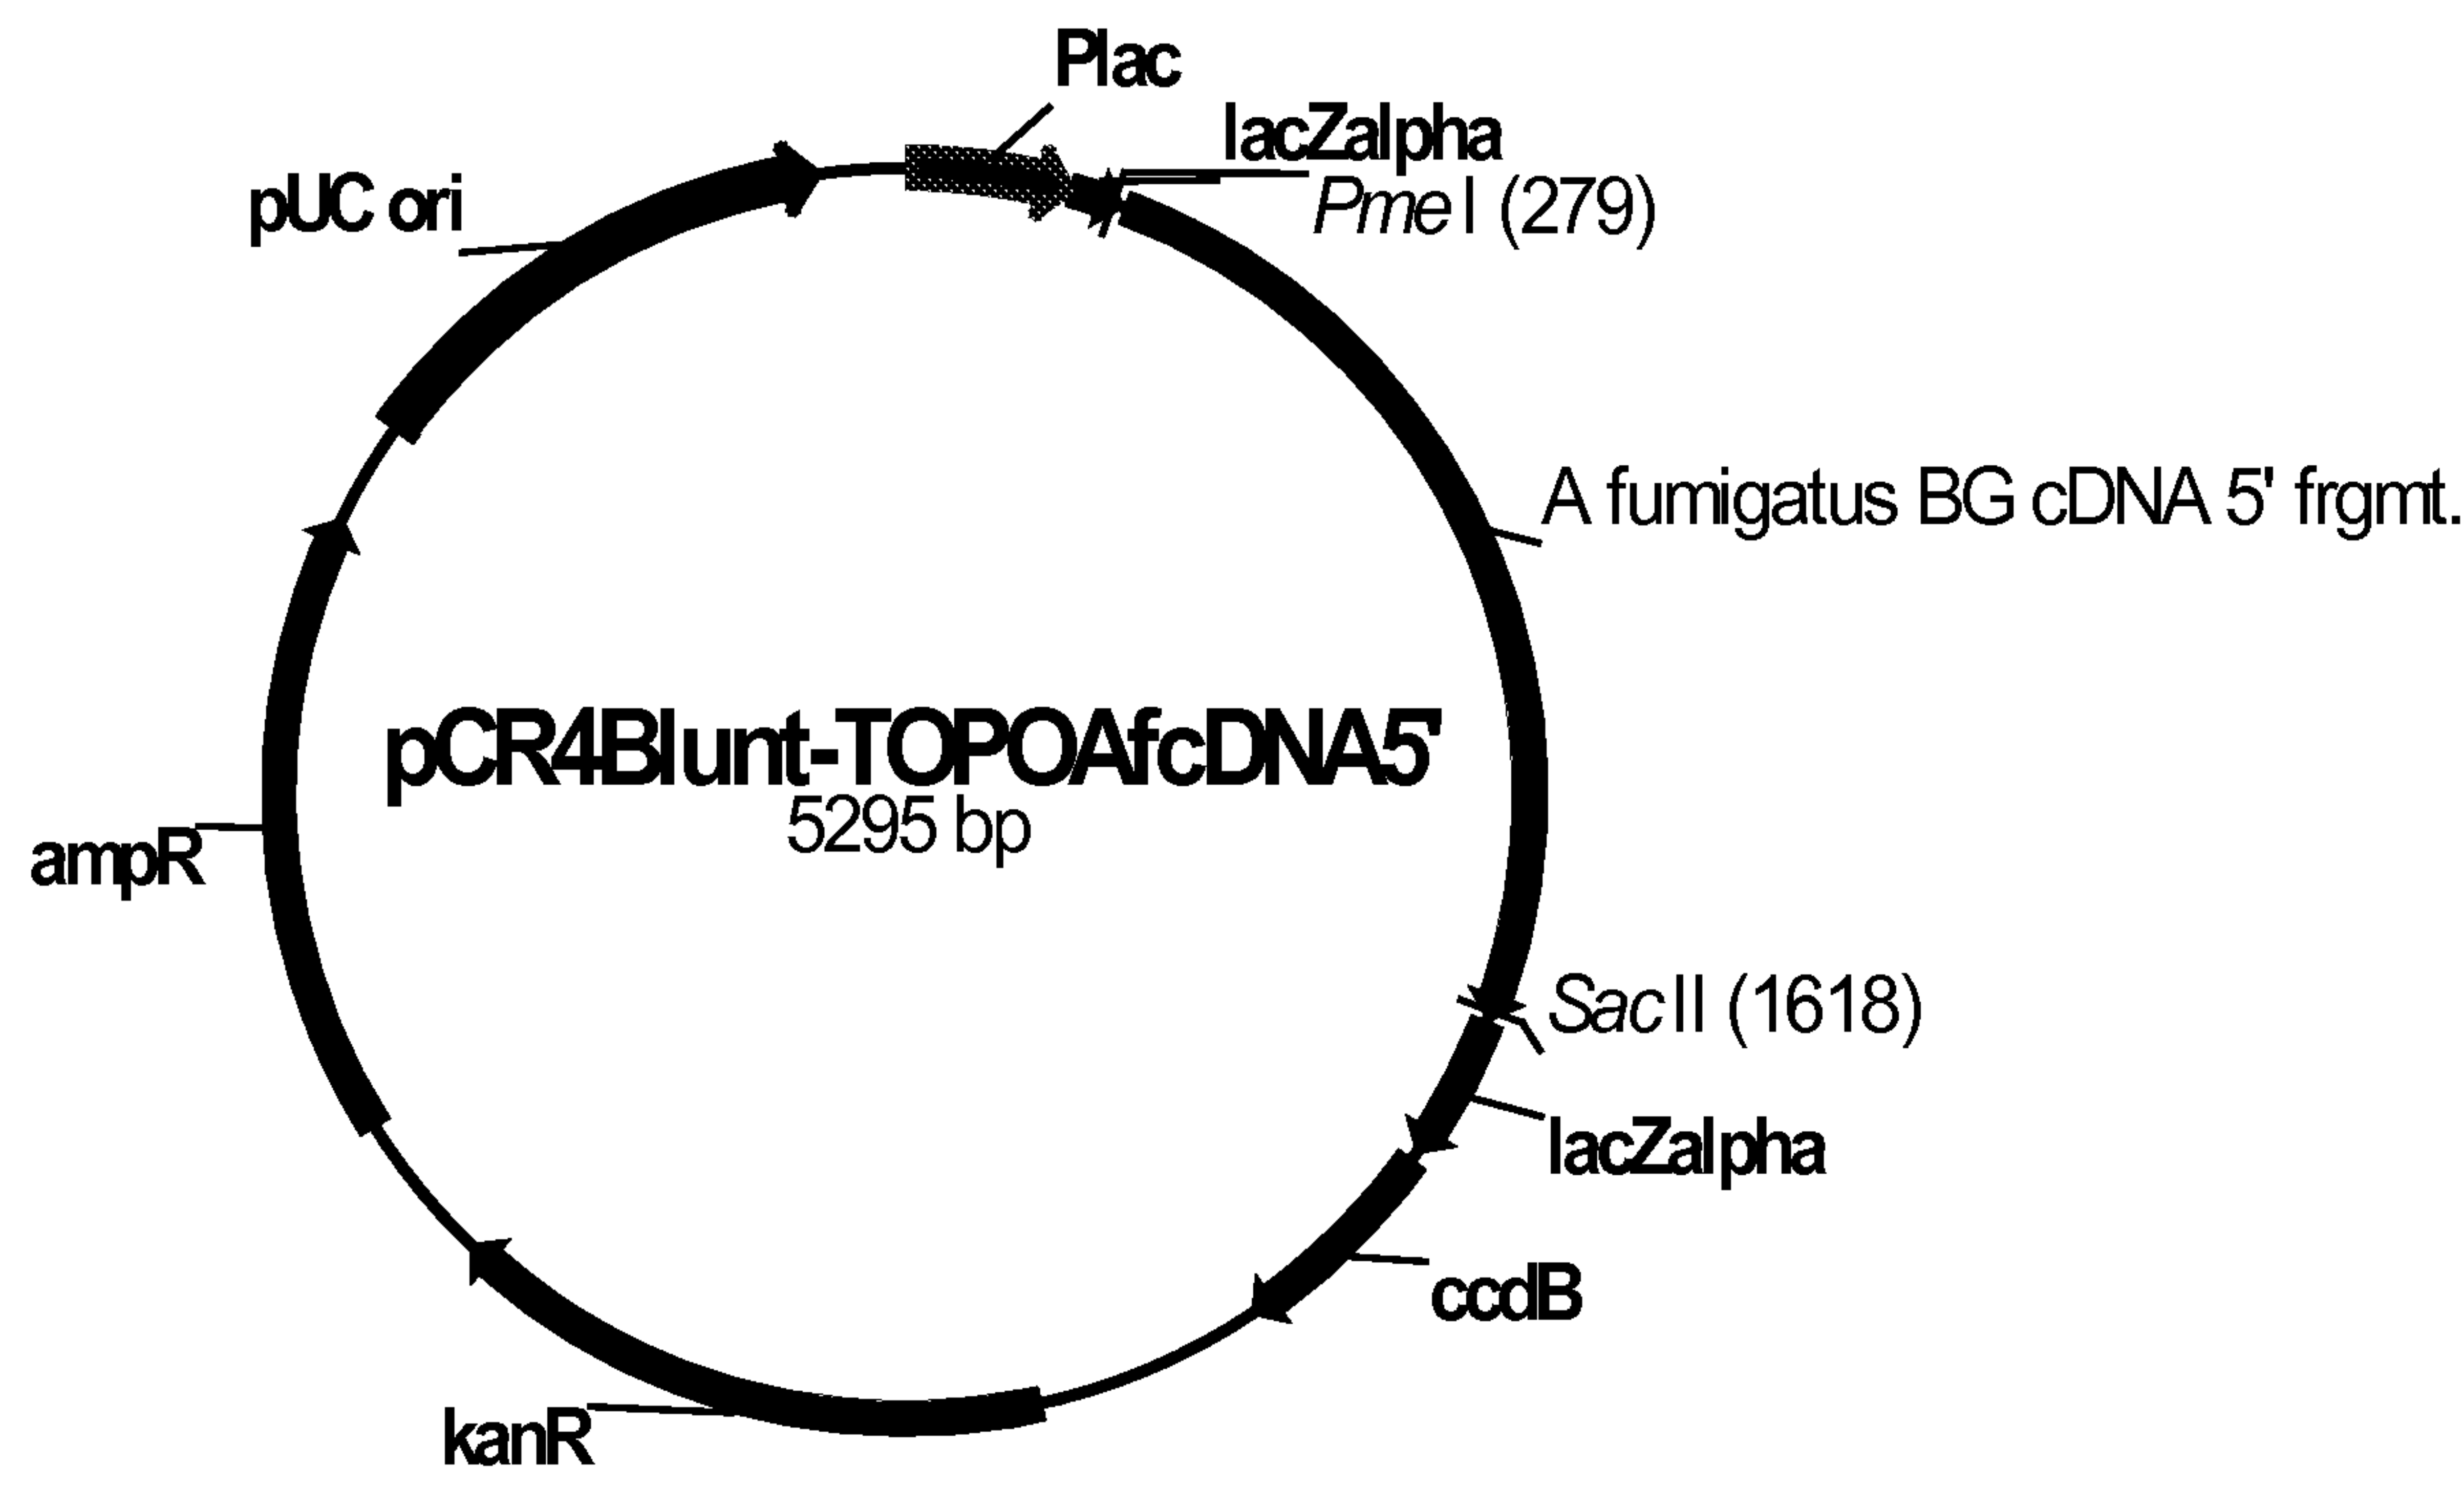 Plac
lacZalpha
PmeI (279)
pUC ori
A fumigatus BG cDNA 5' frgmt.
pCR4Blunt-TOPOAfcDNA5'
5295 bp
ampR
SacII (1618)
lacZalpha
ccdB
kanR